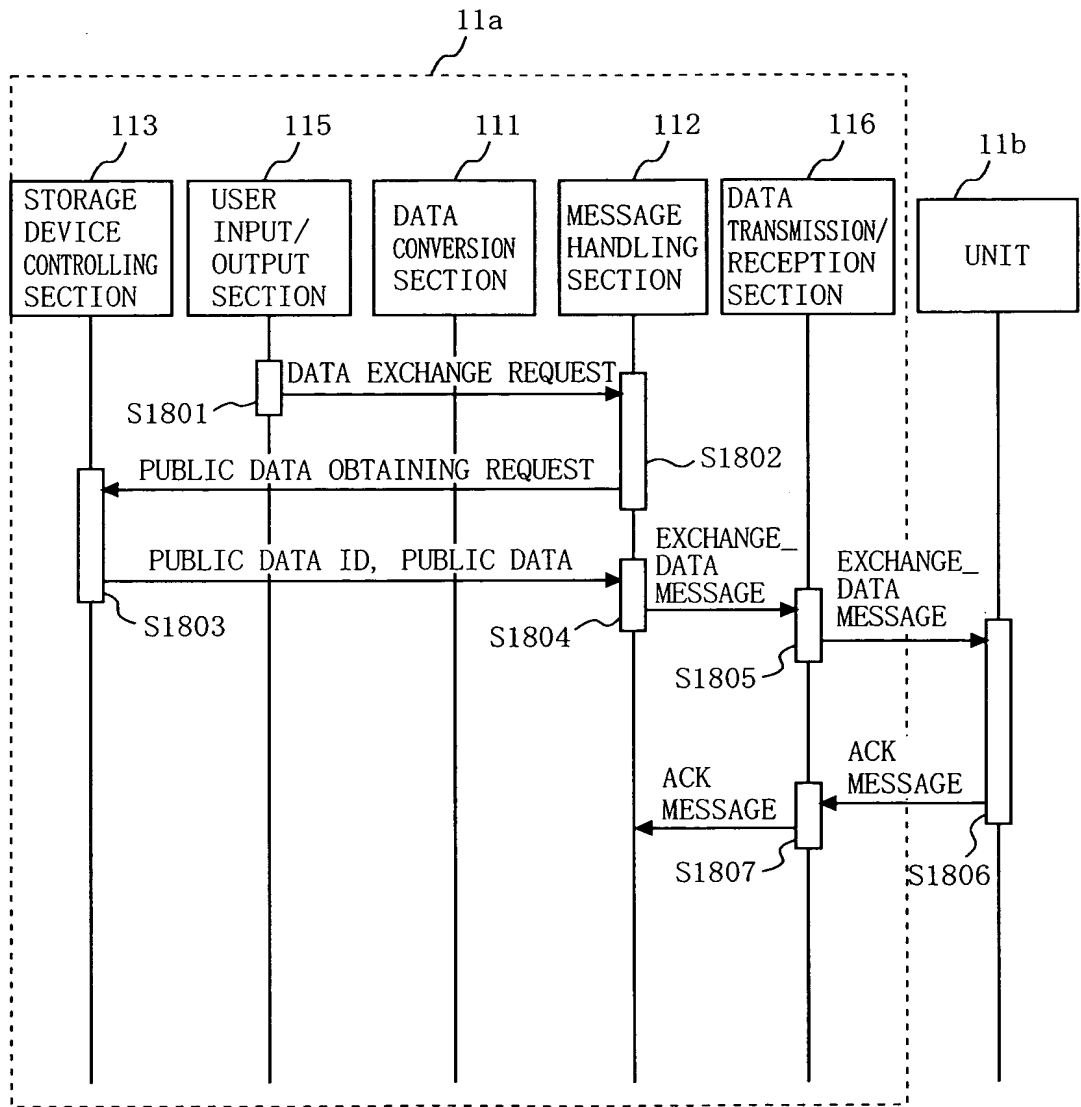 11a
113
115
111
112
116
11b
STORAGE
DEVICE
CONTROLLING
SECTION
USER
INPUT/
OUTPUT
SECTION
DATA
CONVERSION
SECTION
MESSAGE
HANDLING
SECTION
DATA
TRANSMISSION/
RECEPTION
SECTION
UNIT
DATA EXCHANGE REQUEST
S1801
S1802
PUBLIC DATA OBTAINING REQUEST
PUBLIC DATA ID, PUBLIC DATA
S1803
EXCHANGE_
DATA
MESSAGE
S1804
EXCHANGE_
DATA
MESSAGE
S1805
ACK
MESSAGE
S1806
ACK
MESSAGE
S1807